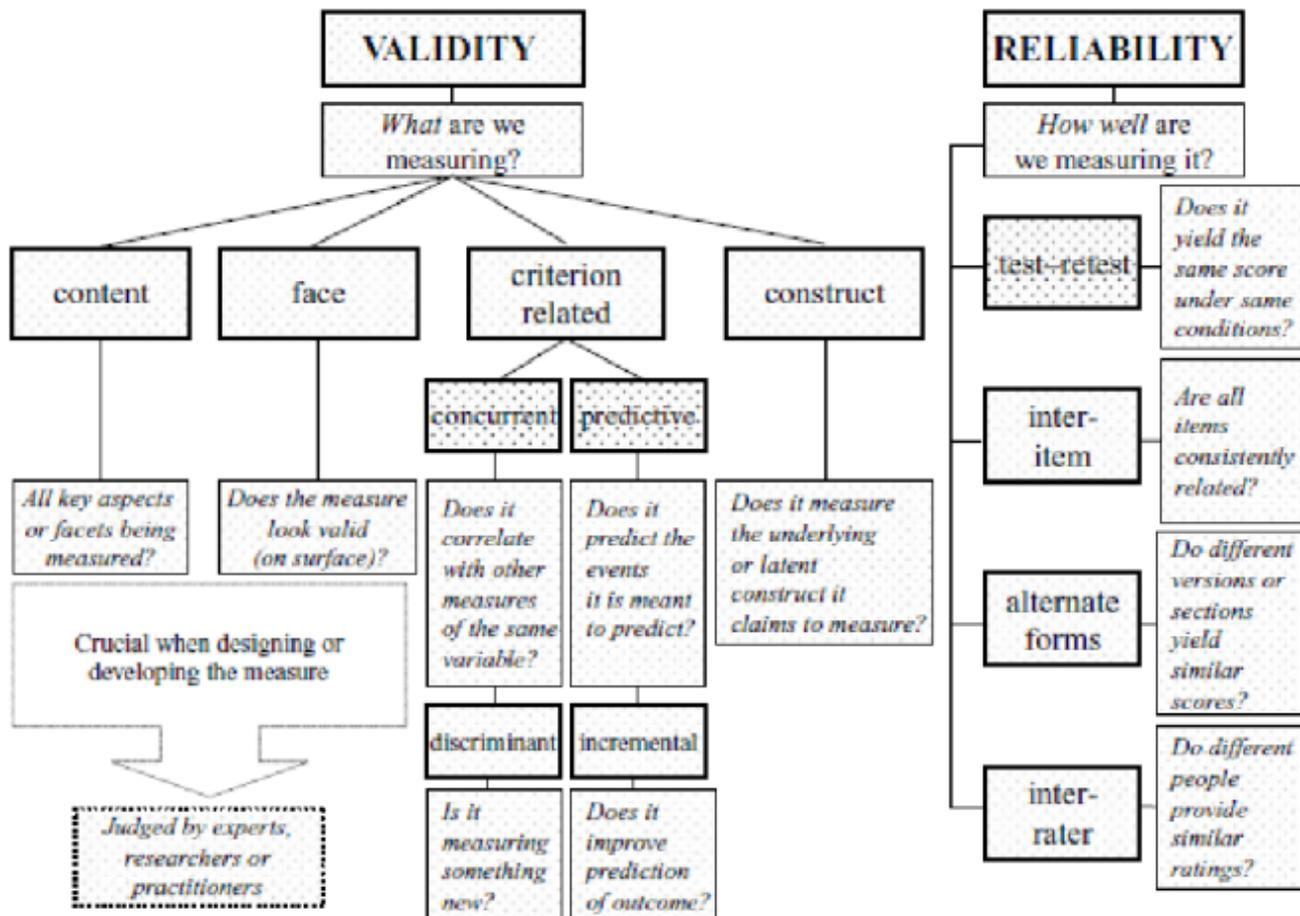 VALIDITY
What are we
measuring?
content
face
criterion
related
construct
concurrent
predictive
All key aspects
or facets being
measured?
Does the measure
look valid
(on surface)?
Does it
correlate
with other
measures
of the same
variable?
Does it
predict the
events
it is meant
to predict?
Does it measure
the underlying
or latent
construct it
claims to measure?
Crucial when designing or
developing the measure
Judged by experts,
researchers or
practitioners
discriminant
incremental
Is it
measuring
something
new?
Does it
improve
prediction
of outcome?
RELIABILITY
How well are
we measuring it?
test–retest
Does it
yield the
same score
under same
conditions?
inter-
item
Are all
items
consistently
related?
alternate
forms
Do different
versions or
sections
yield
similar
scores?
inter-
rater
Do different
people
provide
similar
ratings?